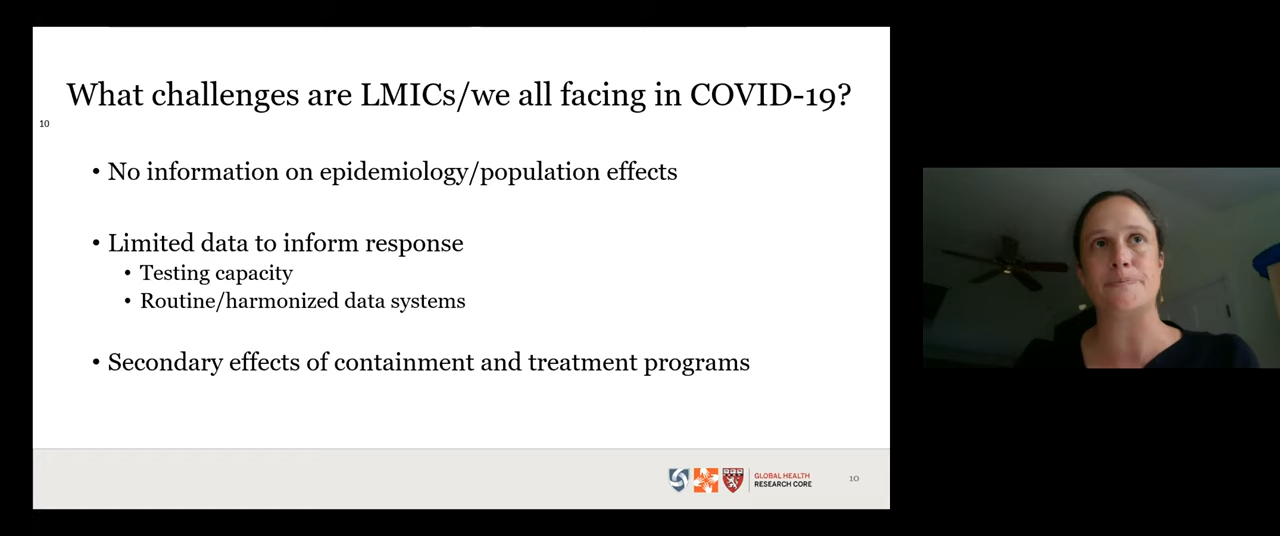 What challenges are LMICs/we all facing in COVID-19?
10
• No information on epidemiology/population effects
• Limited data to inform response
• Testing capacity
• Routine/harmonized data systems
• Secondary effects of containment and treatment programs
GLOBAL HEALTH
RESEARCH CORE
10